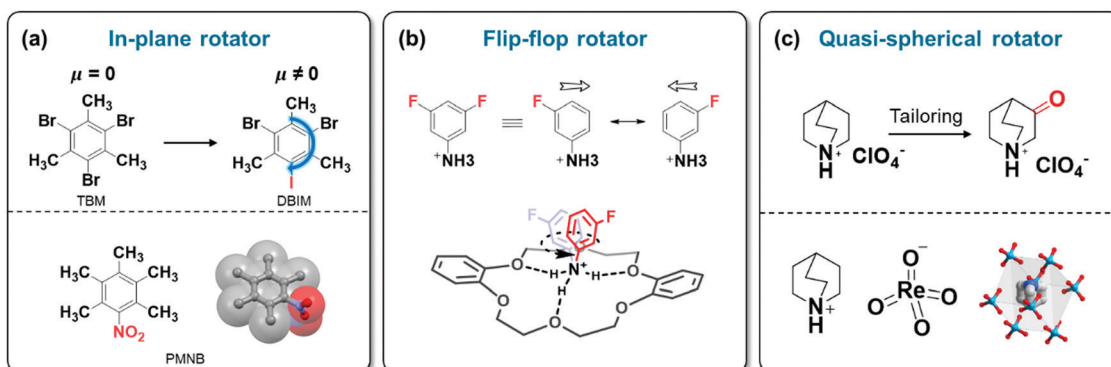 (a) In-plane rotator
μ = 0
μ ≠ 0
CH₃
Br
Br
H₃C
CH₃
Br
TBM
CH₃
Br
Br
H₃C
CH₃
I
DBIM
CH₃
H₃C
CH₃
H₃C
CH₃
NO₂
PMNB
(b) Flip-flop rotator
F
F
⁺NH3
F
⁺NH3
F
⁺NH3
F
F
O
O
N⁺
H
H
H
O
O
O
O
(c) Quasi-spherical rotator
Tailoring
N⁺
H
ClO₄⁻
O
N⁺
H
ClO₄⁻
N⁺
H
O⁻
O
Re
O
O